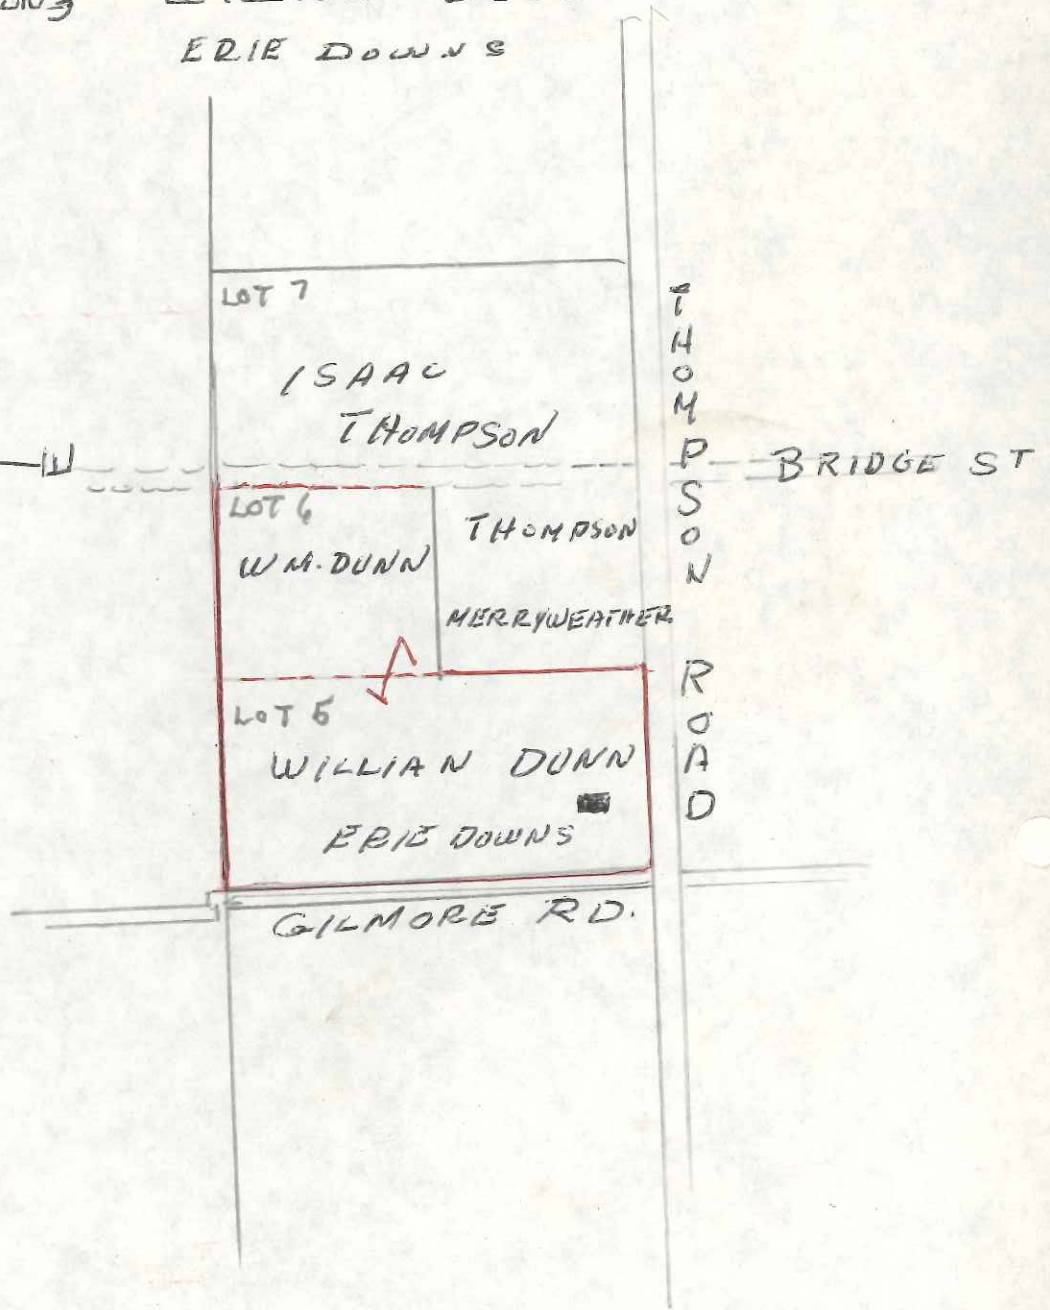 ERIE DOWNS
LOT 7
ISAAC
THOMPSON
BRIDGE ST
LOT 6
WM. DUNN
THOMPSON
MERRYWEATHER
LOT 5
WILLIAN DUNN
ERIE DOWNS
GILMORE RD.
THOMPSON ROAD